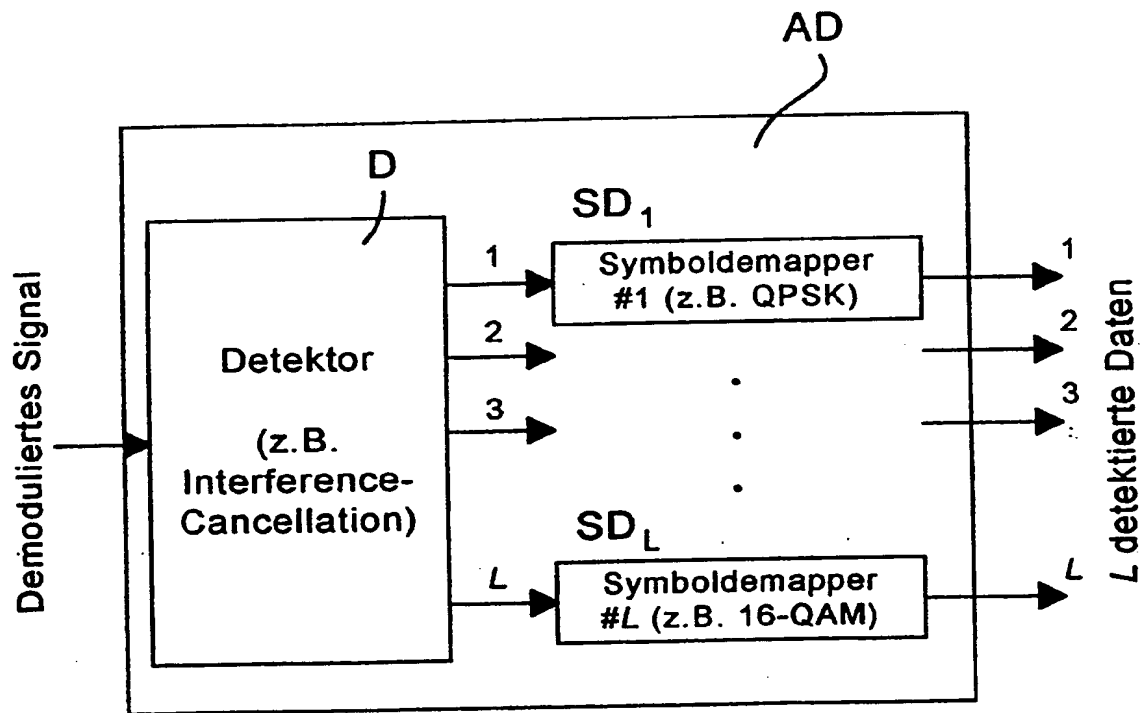 AD
D
SD1
Demoduliertes Signal
Detektor
(z.B.
Interference-
Cancellation)
1
2
3
L
Symboldemapper
#1 (z.B. QPSK)
SDL
Symboldemapper
#L (z.B. 16-QAM)
1
2
3
L
L detektierte Daten